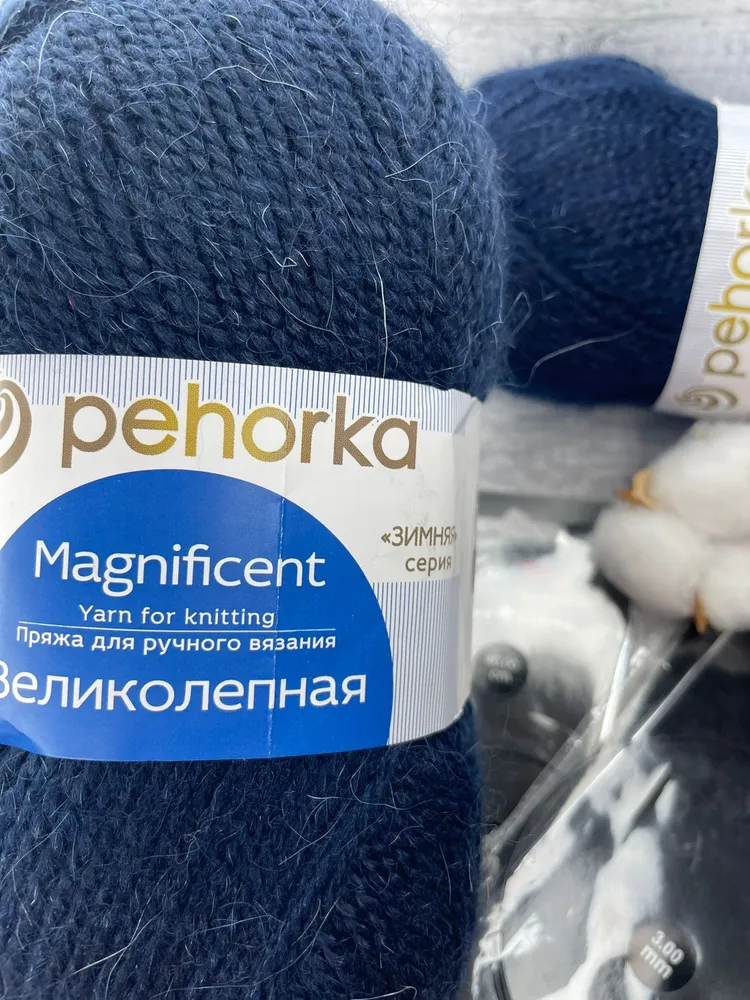 pehorka
«ЗИМНЯЯ»
серия
Magnificent
Yarn for knitting
Пряжа для ручного вязания
Великолепная
pehorka
3.00
mm